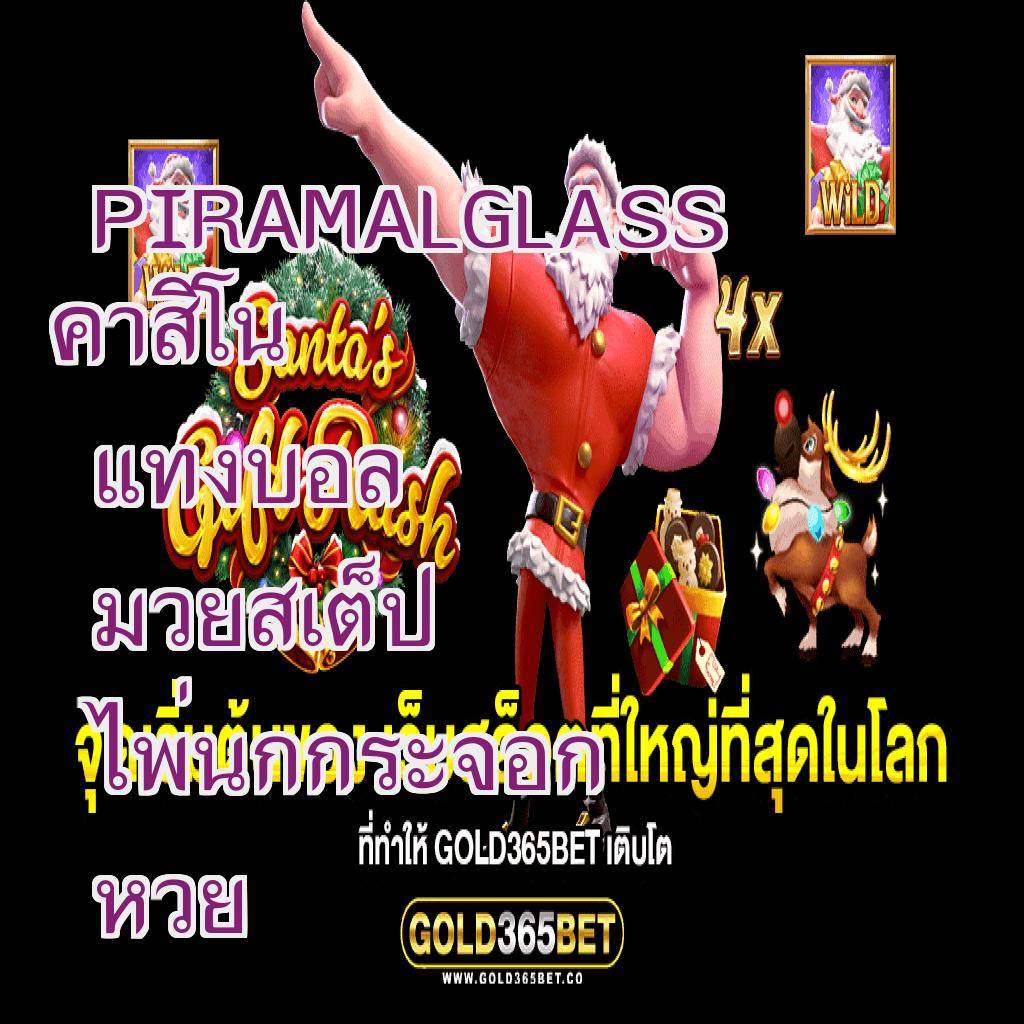 WILD
PIRAMALGLASS
คาสิโน
Santa's
4x
แทงบอล
Gift Rush
มวยสเต็ป
ไพ่นกกระจอก
ที่ใหญ่ที่สุดในโลก
ที่ทำให้ GOLD365BET เติบโต
หวย
GOLD365BET
WWW.GOLD365BET.CO